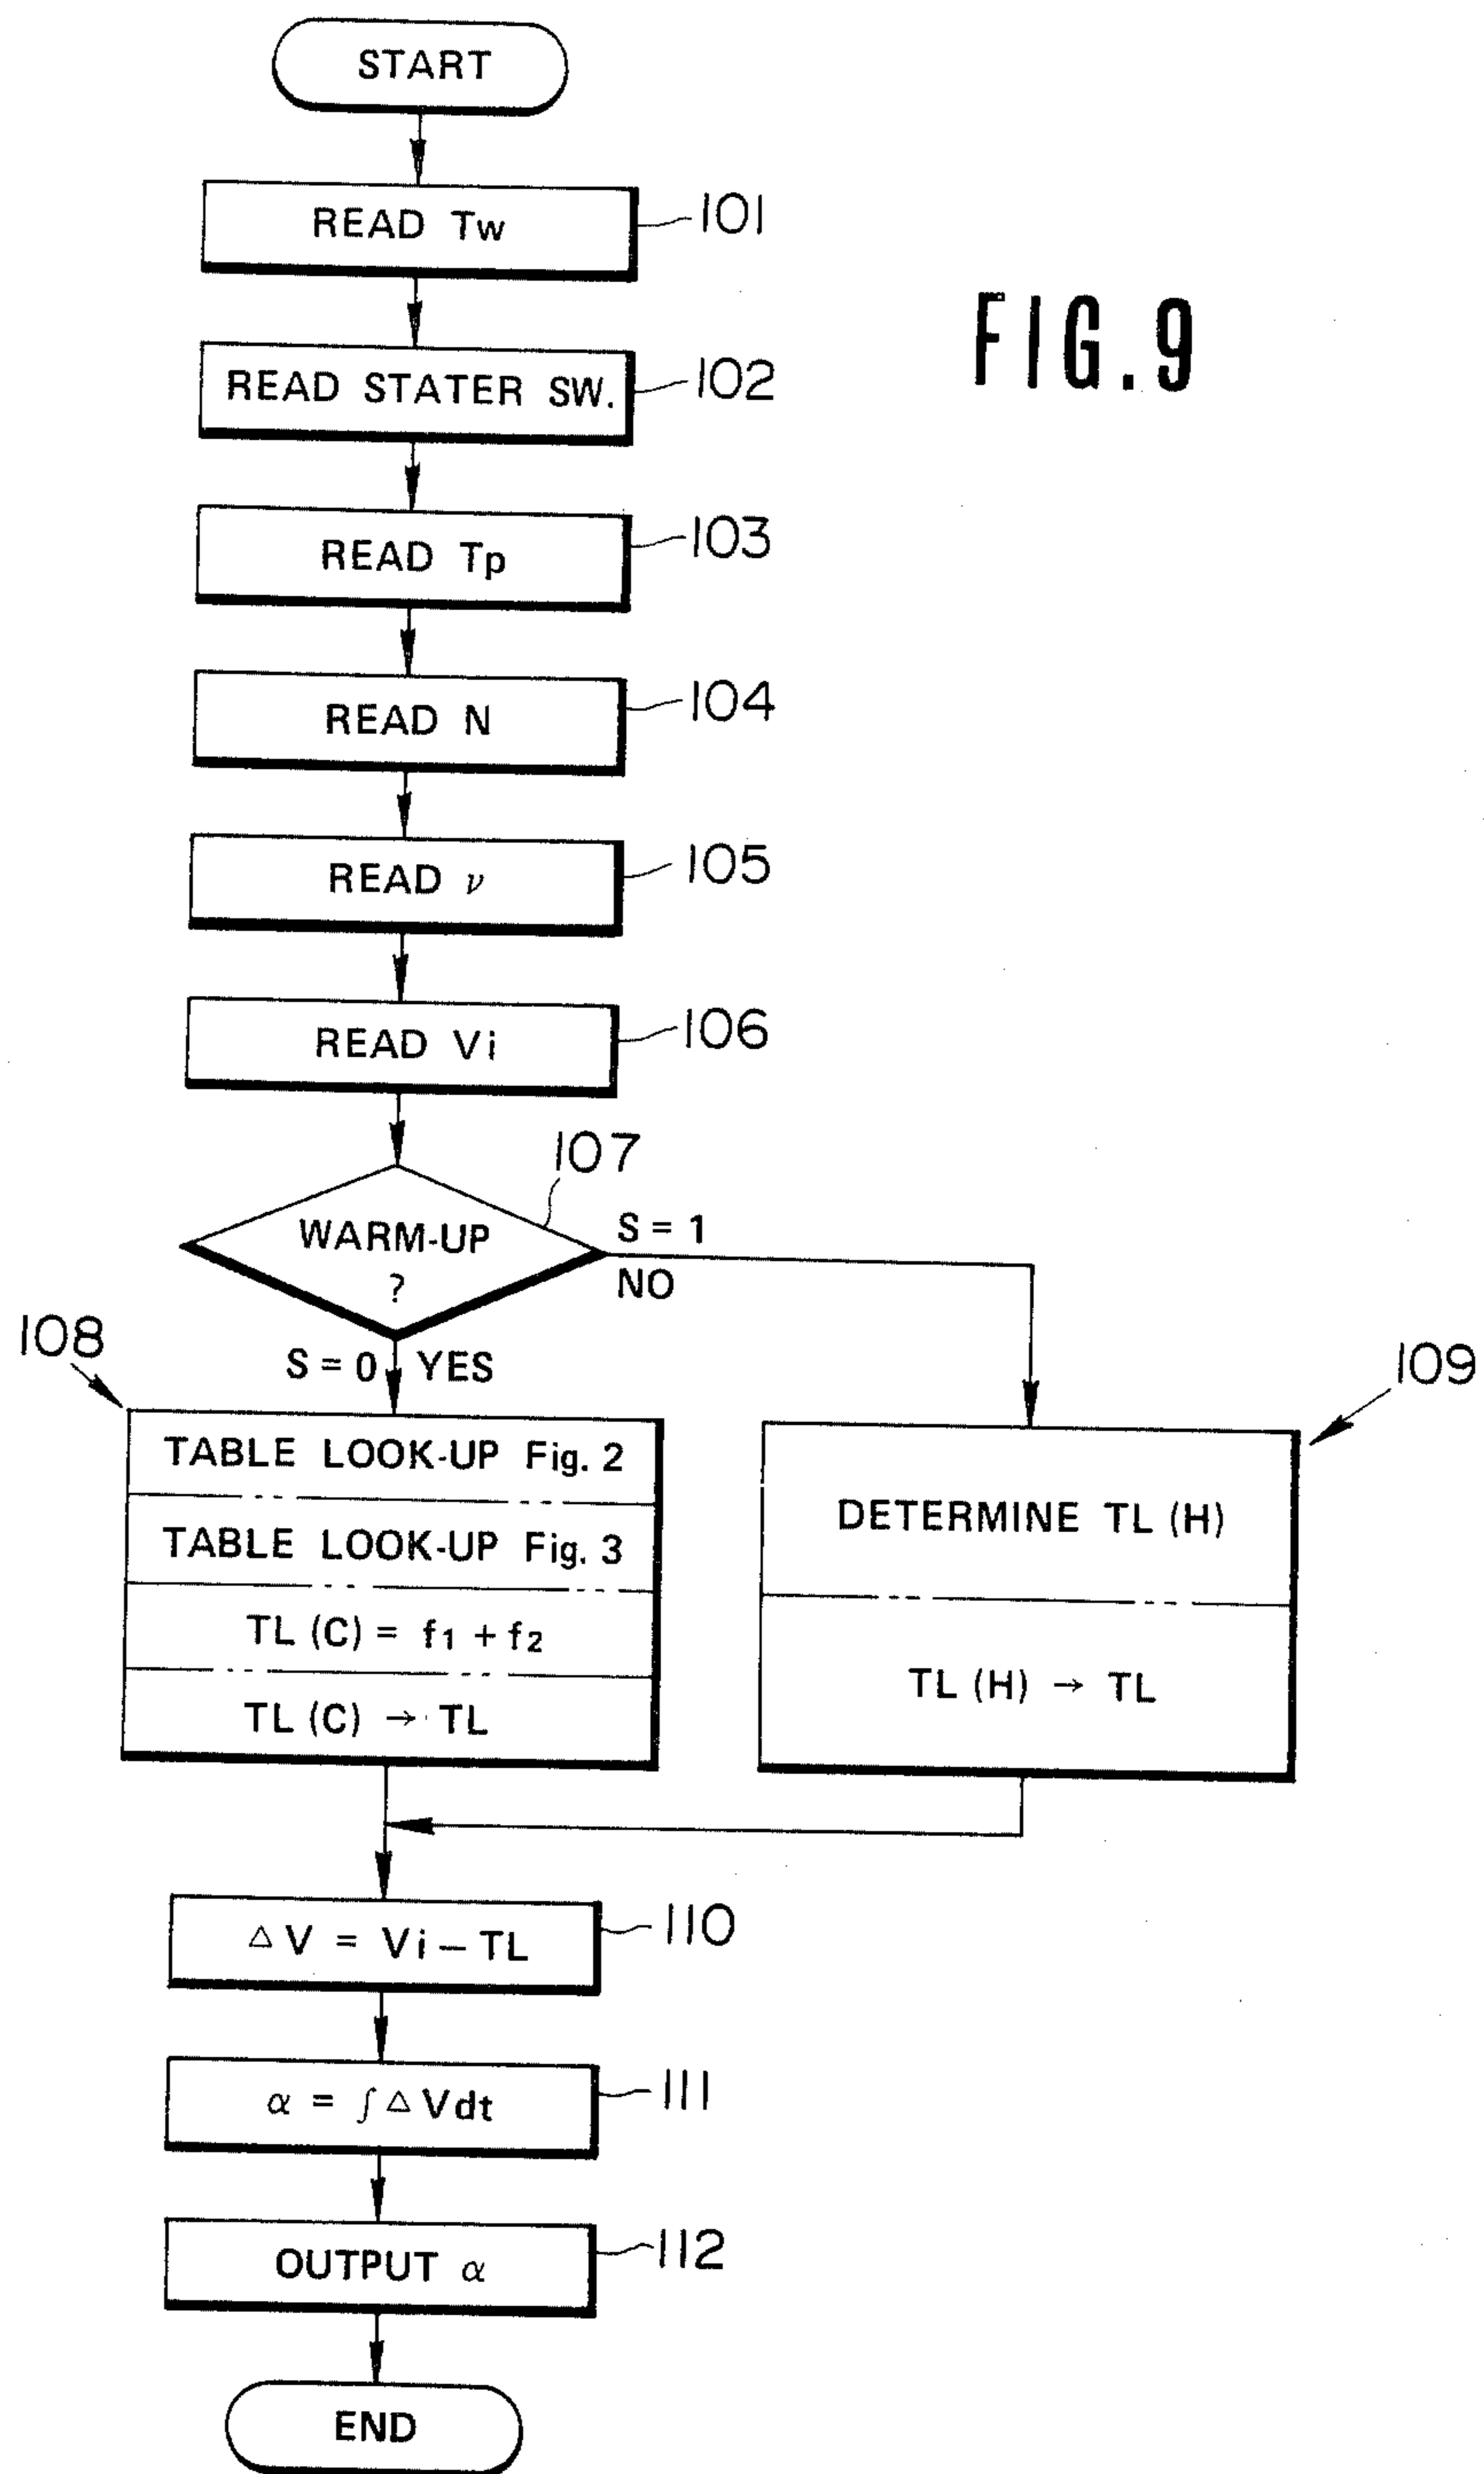 START
READ Tw
101
FIG.9
READ STATER SW.
102
READ Tp
103
READ N
104
READ ν
105
READ Vi
106
107
WARM-UP
?
S = 1
NO
S = 0 YES
108
109
TABLE LOOK-UP Fig. 2
TABLE LOOK-UP Fig. 3
TL (C) = f1 + f2
TL (C) → TL
DETERMINE TL (H)
TL (H) → TL
△ V = Vi – TL
110
α = ∫ △ Vdt
111
OUTPUT α
112
END